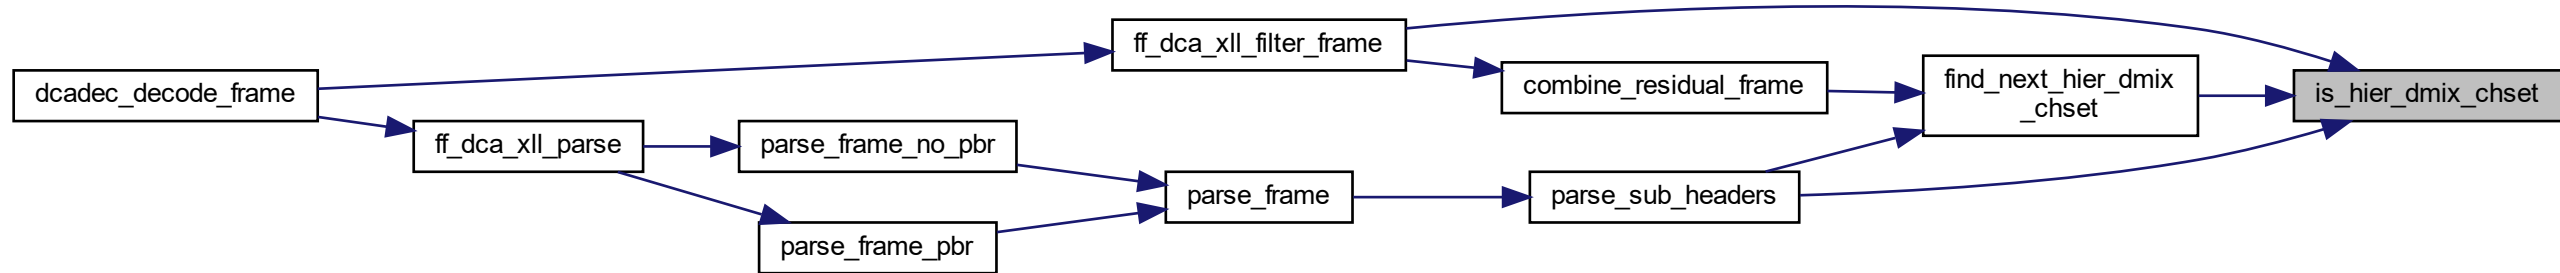 dcadec_decode_frame
ff_dca_xll_parse
parse_frame_no_pbr
parse_frame_pbr
ff_dca_xll_filter_frame
parse_frame
combine_residual_frame
parse_sub_headers
find_next_hier_dmix
_chset
is_hier_dmix_chset